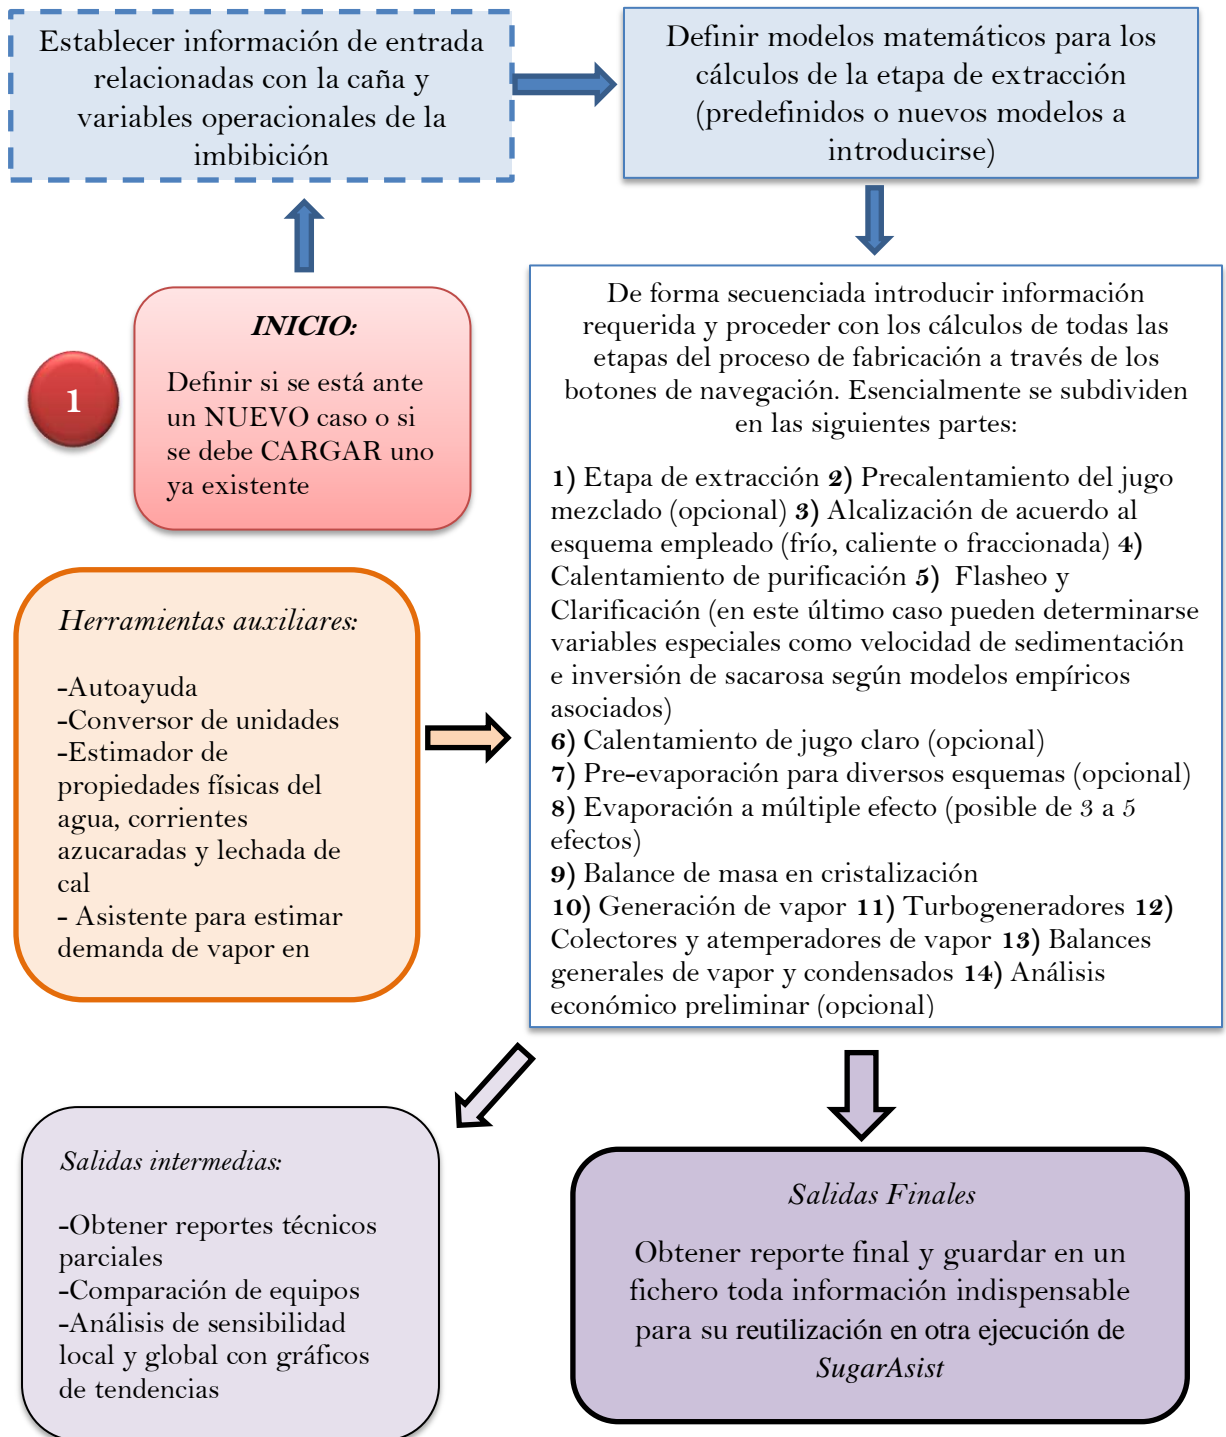 Establecer información de entrada
relacionadas con la caña y
variables operacionales de la
imbibición
Definir modelos matemáticos para los
cálculos de la etapa de extracción
(predefinidos o nuevos modelos a
introducirse)
1
INICIO:
Definir si se está ante
un NUEVO caso o si
se debe CARGAR uno
ya existente
De forma secuenciada introducir información
requerida y proceder con los cálculos de todas las
etapas del proceso de fabricación a través de los
botones de navegación. Esencialmente se subdividen
en las siguientes partes:
1) Etapa de extracción 2) Precalentamiento del jugo
mezclado (opcional) 3) Alcalización de acuerdo al
esquema empleado (frío, caliente o fraccionada) 4)
Calentamiento de purificación 5) Flasheo y
Clarificación (en este último caso pueden determinarse
variables especiales como velocidad de sedimentación
e inversión de sacarosa según modelos empíricos
asociados)
6) Calentamiento de jugo claro (opcional)
7) Pre-evaporación para diversos esquemas (opcional)
8) Evaporación a múltiple efecto (posible de 3 a 5
efectos)
9) Balance de masa en cristalización
10) Generación de vapor 11) Turbogeneradores 12)
Colectores y atemperadores de vapor 13) Balances
generales de vapor y condensados 14) Análisis
económico preliminar (opcional)
Herramientas auxiliares:
-Autoayuda
-Conversor de unidades
-Estimador de
propiedades físicas del
agua, corrientes
azucaradas y lechada de
cal
- Asistente para estimar
demanda de vapor en
Salidas intermedias:
-Obtener reportes técnicos
parciales
-Comparación de equipos
-Análisis de sensibilidad
local y global con gráficos
de tendencias
Salidas Finales
Obtener reporte final y guardar en un
fichero toda información indispensable
para su reutilización en otra ejecución de
SugarAsist